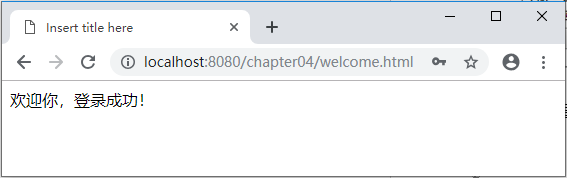 Insert title here
localhost:8080/chapter04/welcome.html
欢迎你，登录成功！